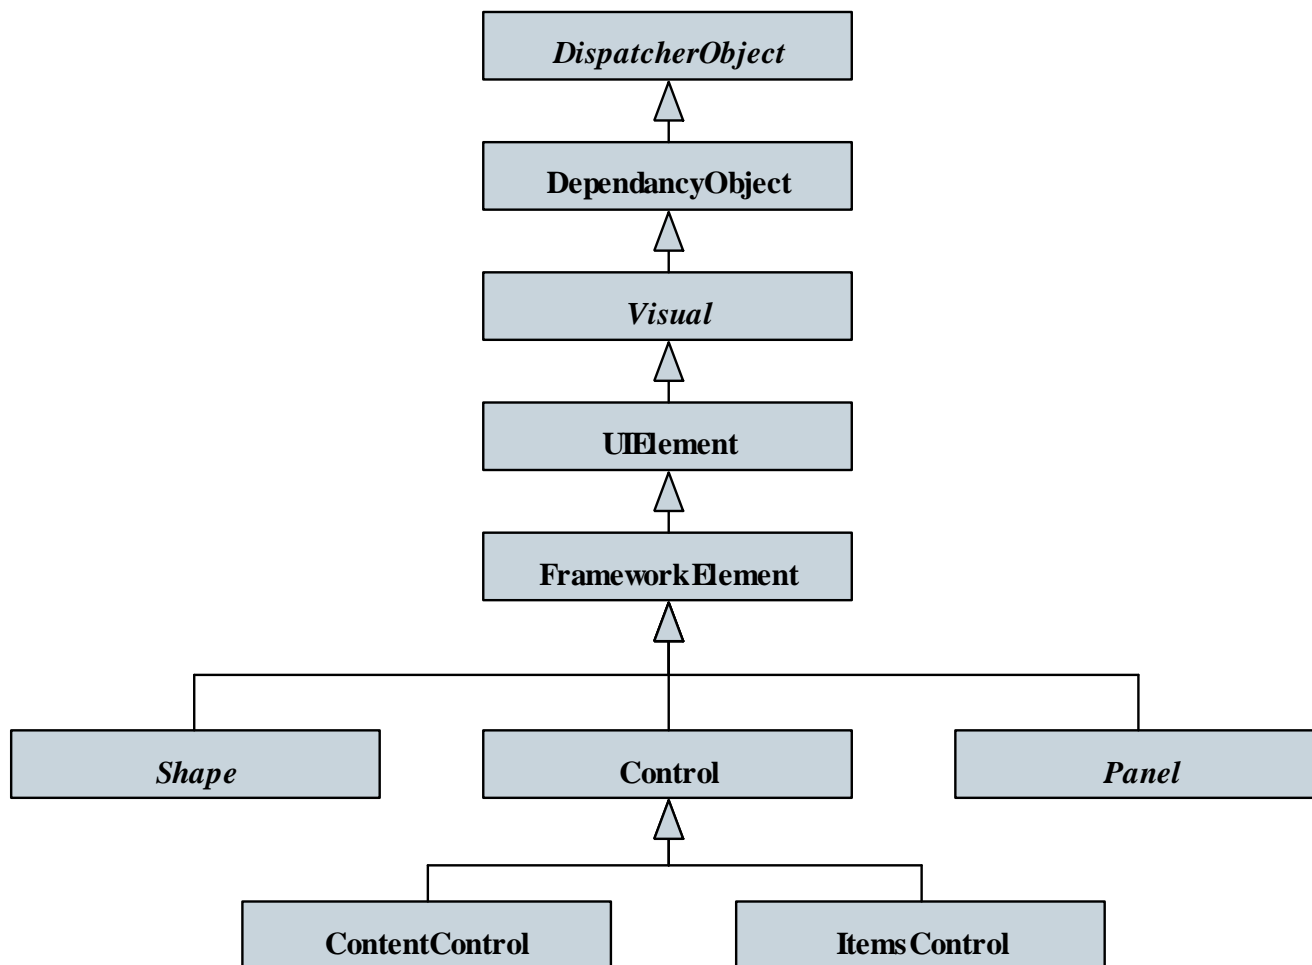 DispatcherObject
DependancyObject
Visual
UIElement
FrameworkElement
Shape
Control
Panel
ContentControl
ItemsControl